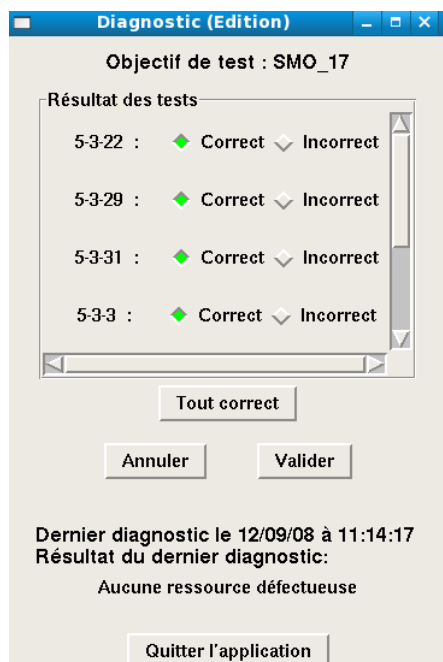 Diagnostic (Edition)
Objectif de test : SMO_17
Résultat des tests
5-3-22 : Correct Incorrect
5-3-29 : Correct Incorrect
5-3-31 : Correct Incorrect
5-3-3 : Correct Incorrect
Tout correct
Annuler Valider
Dernier diagnostic le 12/09/08 à 11:14:17
Résultat du dernier diagnostic:
Aucune ressource défectueuse
Quitter l'application